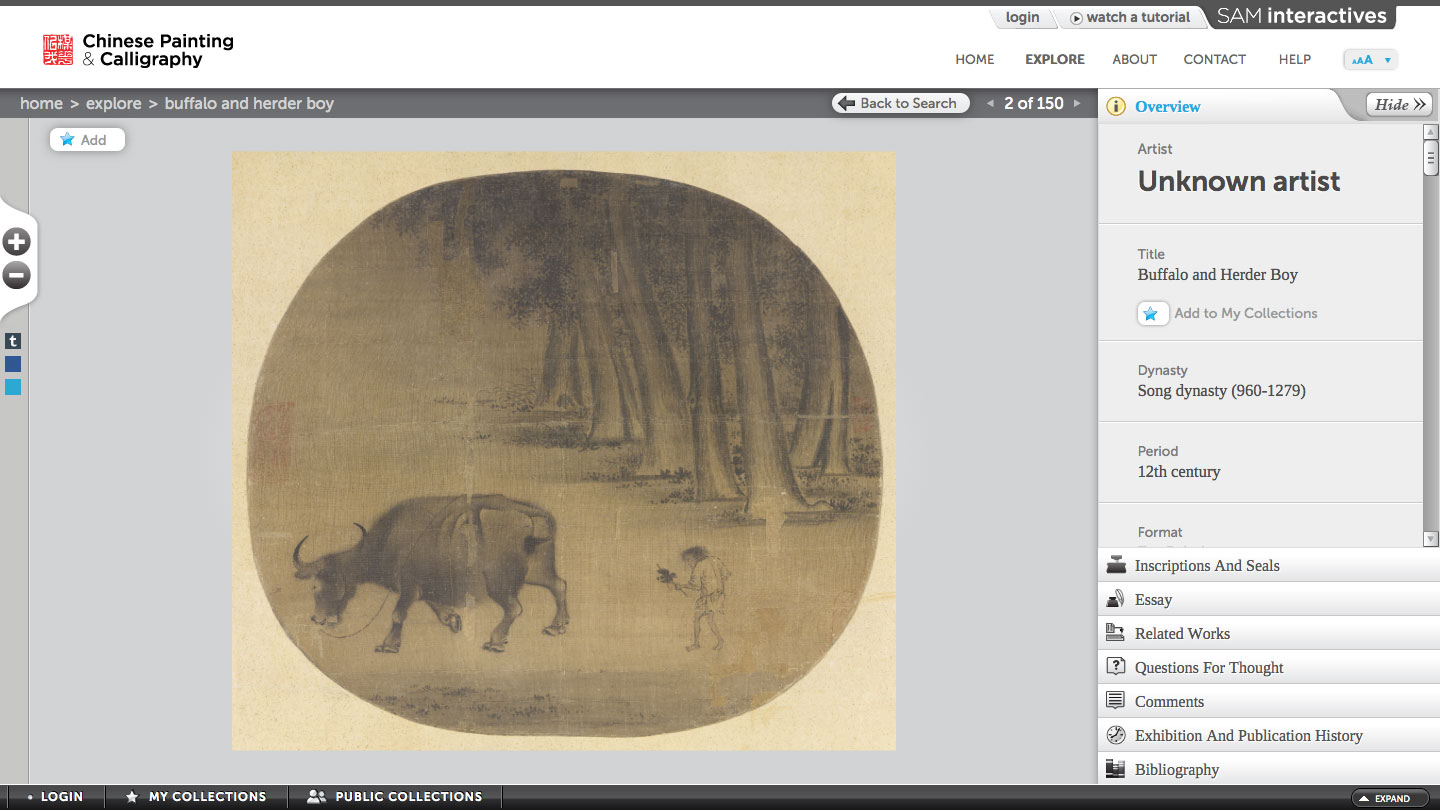 login
watch a tutorial
SAM interactives
Chinese Painting
& Calligraphy
HOME
EXPLORE
ABOUT
CONTACT
HELP
AAA
home > explore > buffalo and herder boy
Back to Search
2 of 150
Overview
Hide
Add
Artist
Unknown artist
Title
Buffalo and Herder Boy
Add to My Collections
Dynasty
Song dynasty (960-1279)
Period
12th century
Format
t
Inscriptions And Seals
Essay
Related Works
Questions For Thought
Comments
Exhibition And Publication History
Bibliography
LOGIN
MY COLLECTIONS
PUBLIC COLLECTIONS
EXPAND